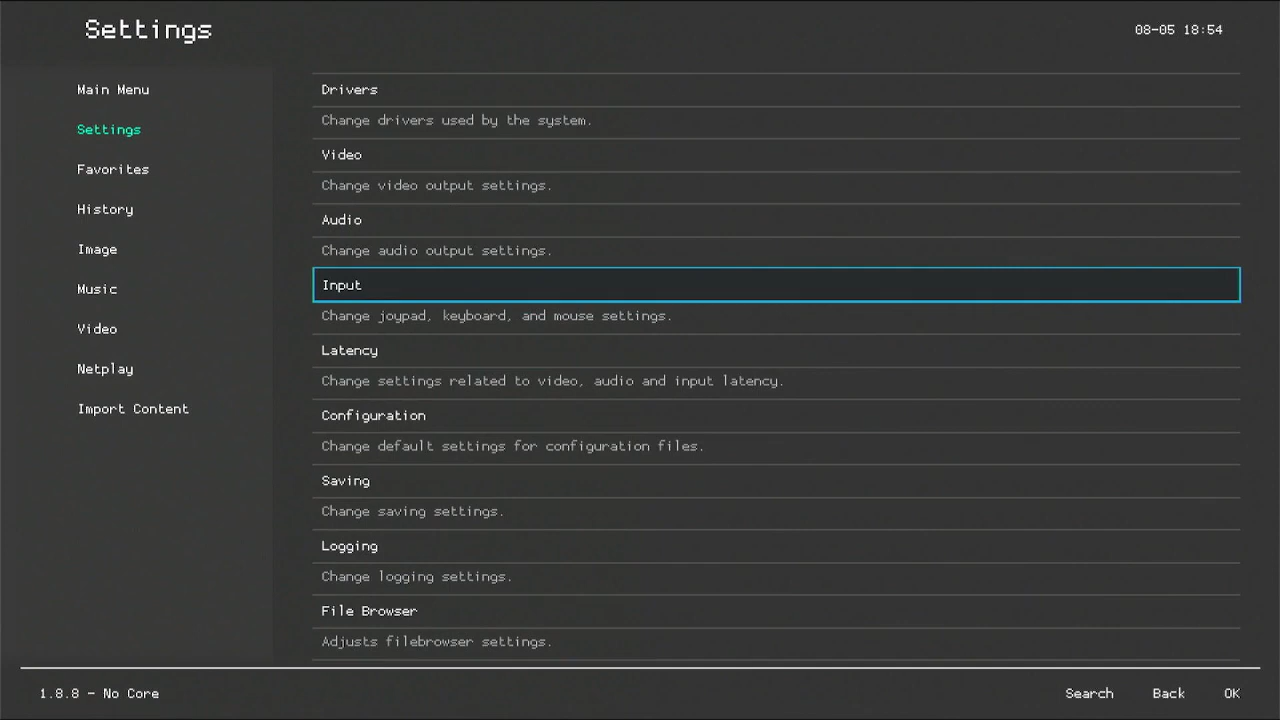 Settings
08-05 18:54
Main Menu
Settings
Favorites
History
Image
Music
Video
Netplay
Import Content
Drivers
Change drivers used by the system.
Video
Change video output settings.
Audio
Change audio output settings.
Input
Change joypad, keyboard, and mouse settings.
Latency
Change settings related to video, audio and input latency.
Configuration
Change default settings for configuration files.
Saving
Change saving settings.
Logging
Change logging settings.
File Browser
Adjusts filebrowser settings.
1.8.8 - No Core
Search Back OK